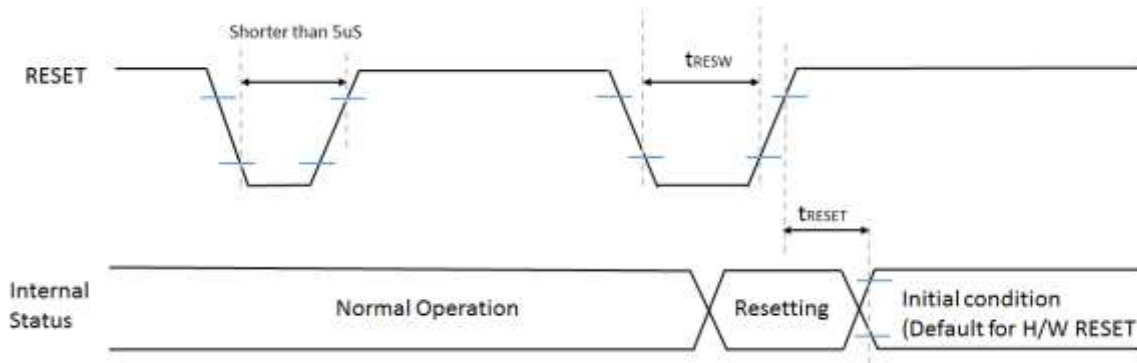 Shorter than 5uS
RESET
tRESW
tRESET
Internal
Status
Normal Operation
Resetting
Initial condition
(Default for H/W RESET